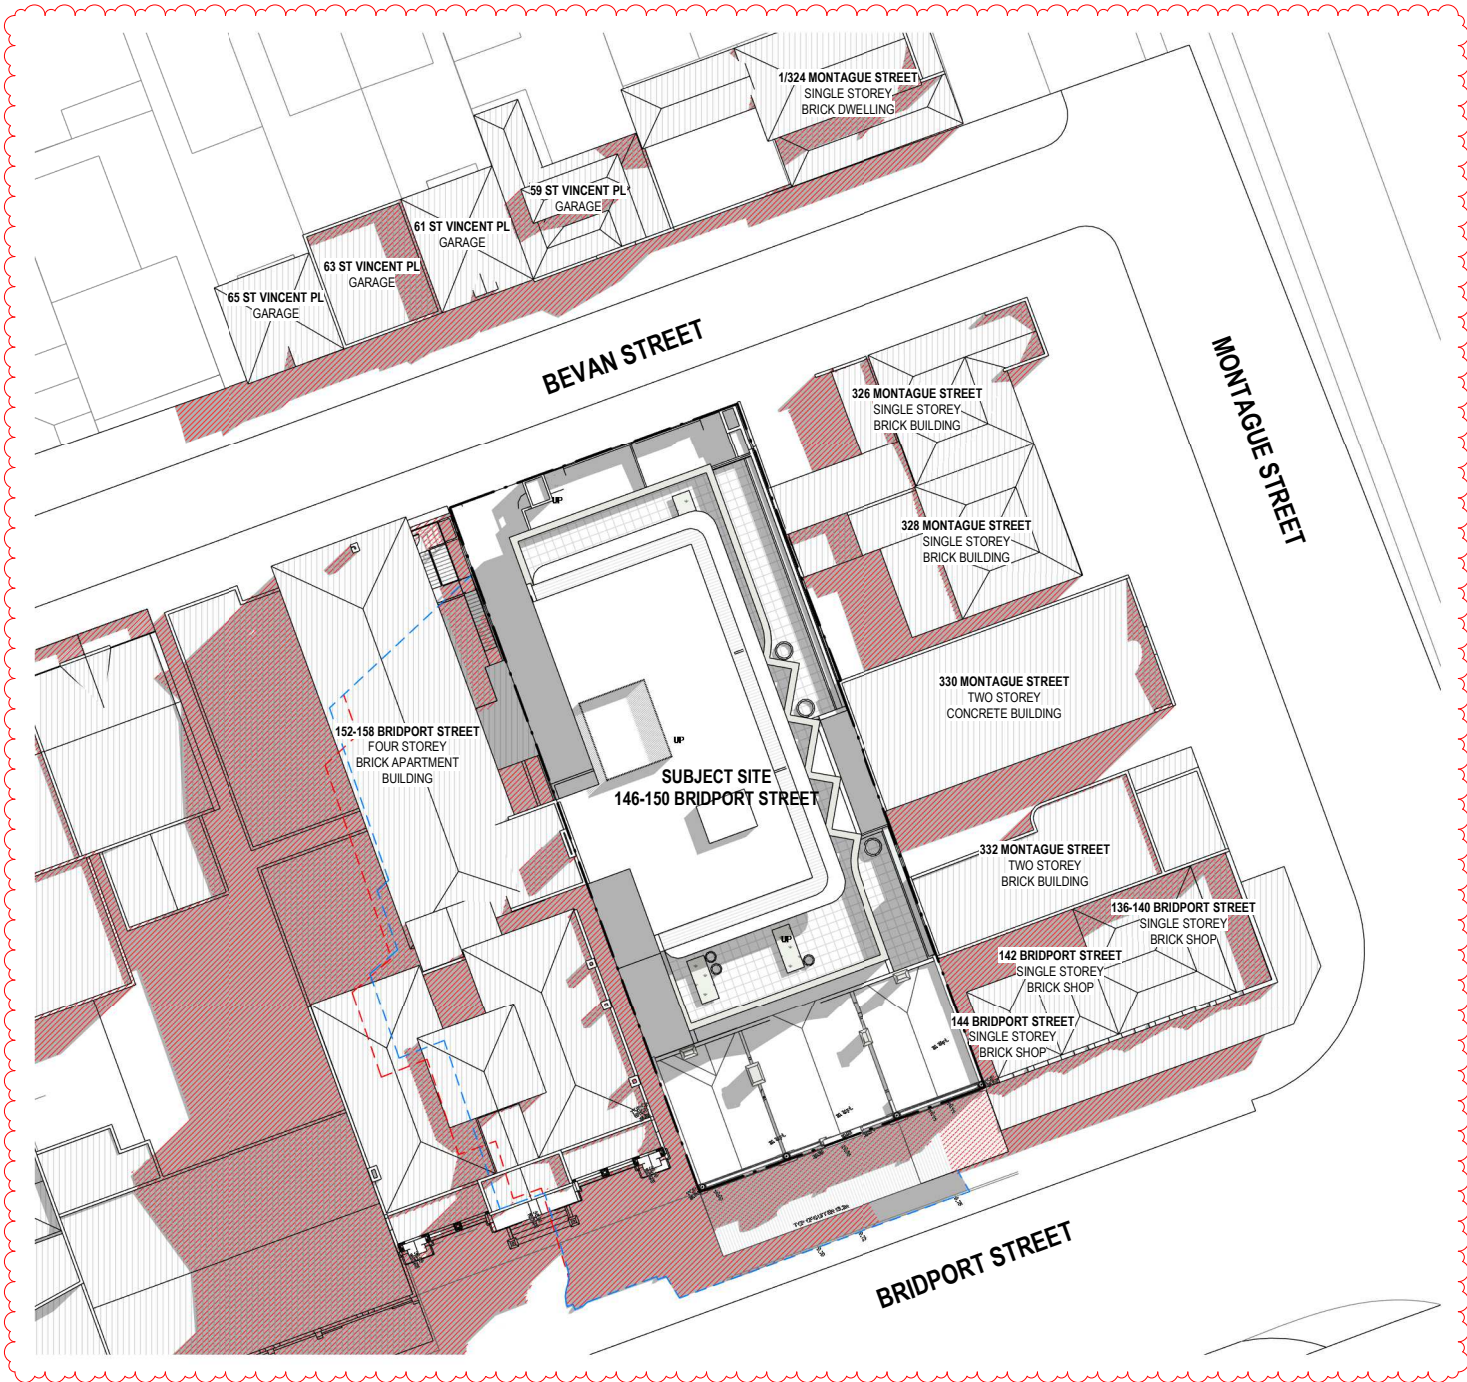 1/324 MONTAGUE STREET
SINGLE STOREY
BRICK DWELLING
59 ST VINCENT PL
GARAGE
61 ST VINCENT PL
GARAGE
63 ST VINCENT PL
GARAGE
65 ST VINCENT PL
GARAGE
BEVAN STREET
MONTAGUE STREET
326 MONTAGUE STREET
SINGLE STOREY
BRICK BUILDING
UP
328 MONTAGUE STREET
SINGLE STOREY
BRICK BUILDING
330 MONTAGUE STREET
TWO STOREY
CONCRETE BUILDING
152-158 BRIDPORT STREET
FOUR STOREY
BRICK APARTMENT
BUILDING
UP
SUBJECT SITE
146-150 BRIDPORT STREET
332 MONTAGUE STREET
TWO STOREY
BRICK BUILDING
136-140 BRIDPORT STREET
SINGLE STOREY
BRICK SHOP
UP
142 BRIDPORT STREET
SINGLE STOREY
BRICK SHOP
144 BRIDPORT STREET
SINGLE STOREY
BRICK SHOP
BRIDPORT STREET